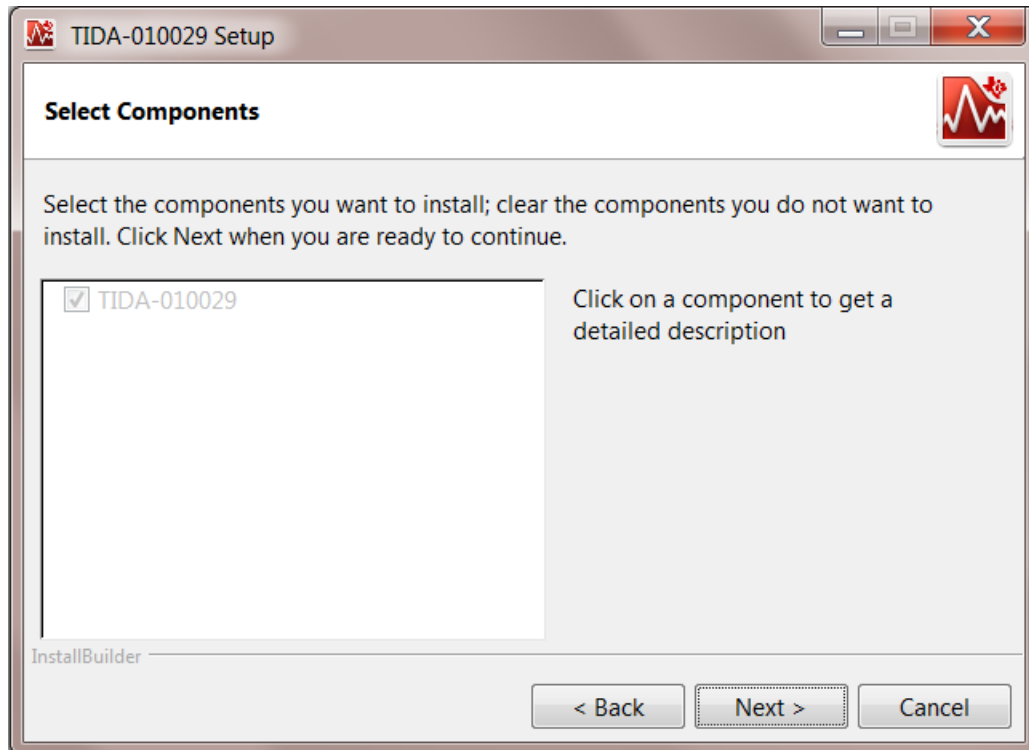 TIDA-010029 Setup
Select Components
Select the components you want to install; clear the components you do not want to
install. Click Next when you are ready to continue.
TIDA-010029
Click on a component to get a
detailed description
InstallBuilder
< Back
Next >
Cancel